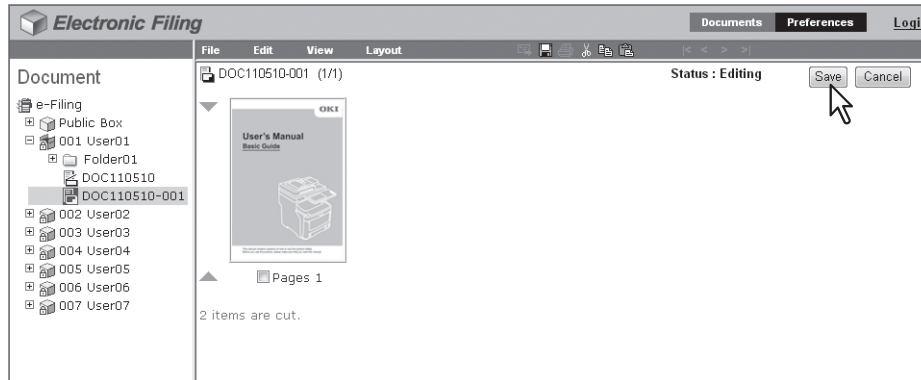 Electronic Filing
Documents Preferences Logi
File Edit View Layout |< < > >|
Document
e-Filing
Public Box
001 User01
Folder01
DOC110510
DOC110510-001
002 User02
003 User03
004 User04
005 User05
006 User06
007 User07
DOC110510-001 (1/1) Status : Editing Save Cancel
OKI
User's Manual
Basic Guide
Pages 1
2 items are cut.